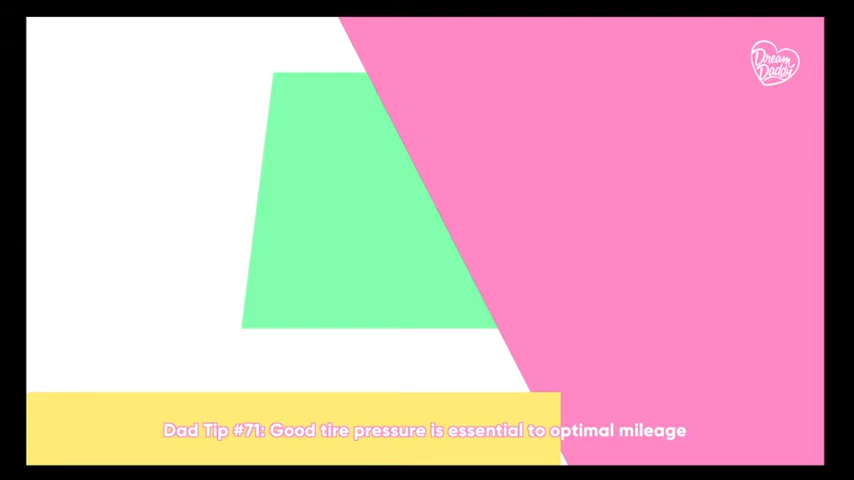 Dream
Daddy
Dad Tip #71: Good tire pressure is essential to optimal mileage